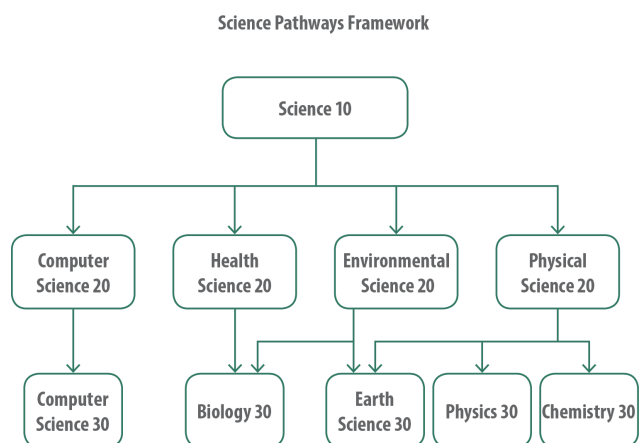 Science Pathways Framework
Science 10
Computer
Science 20
Health
Science 20
Environmental
Science 20
Physical
Science 20
Computer
Science 30
Biology 30
Earth
Science 30
Physics 30
Chemistry 30